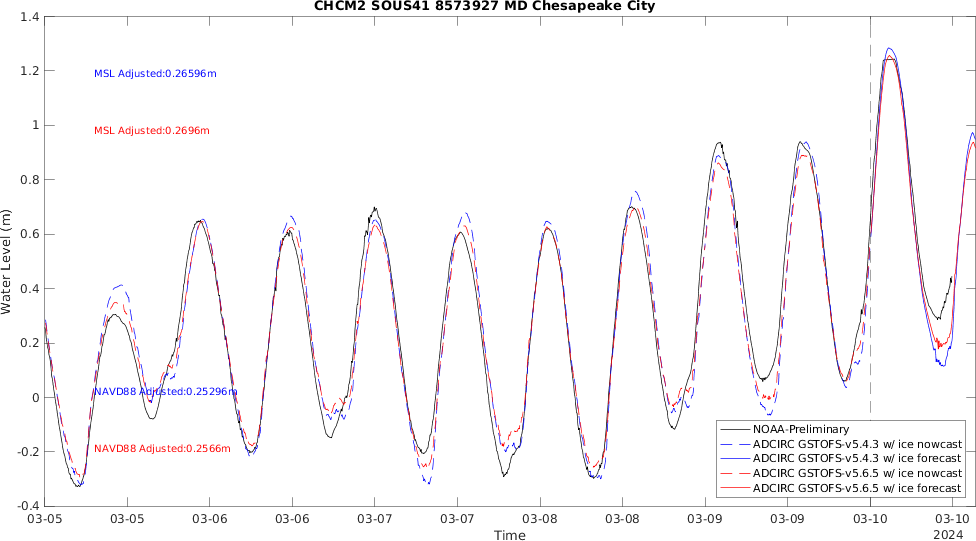 CHCM2 SOUS41 8573927 MD Chesapeake City
1.4
1.2
1
0.8
0.6
0.4
0.2
0
-0.2
-0.4
Water Level (m)
MSL Adjusted:0.26596m
MSL Adjusted:0.2696m
NAVD88 Adjusted:0.25296m
NAVD88 Adjusted:0.2566m
NOAA-Preliminary
ADCIRC GSTOFS-v5.4.3 w/ ice nowcast
ADCIRC GSTOFS-v5.4.3 w/ ice forecast
ADCIRC GSTOFS-v5.6.5 w/ ice nowcast
ADCIRC GSTOFS-v5.6.5 w/ ice forecast
03-05 03-05 03-06 03-06 03-07 03-07 03-08 03-08 03-09 03-09 03-10 03-10
Time
2024